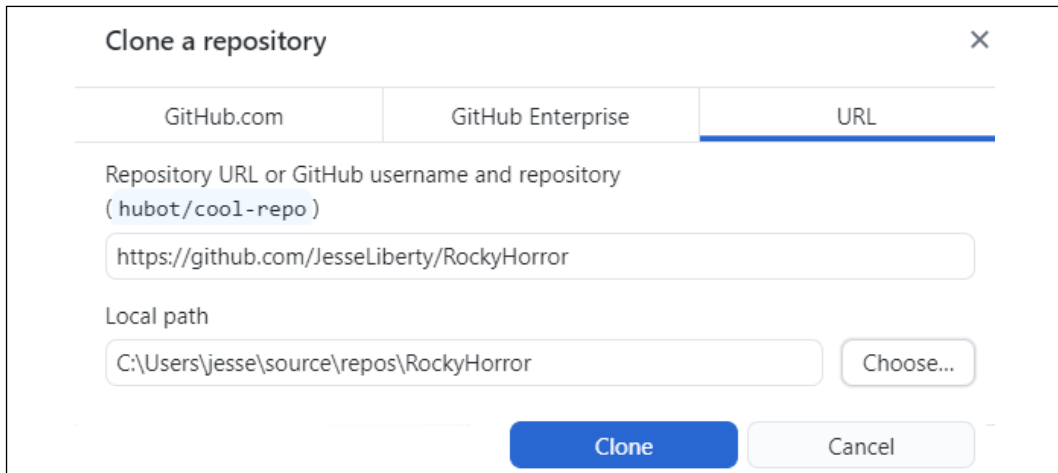 Clone a repository
GitHub.com GitHub Enterprise URL
Repository URL or GitHub username and repository
(hubot/cool-repo)
https://github.com/JesseLiberty/RockyHorror
Local path
C:\Users\jesse\source\repos\RockyHorror Choose...
Clone Cancel